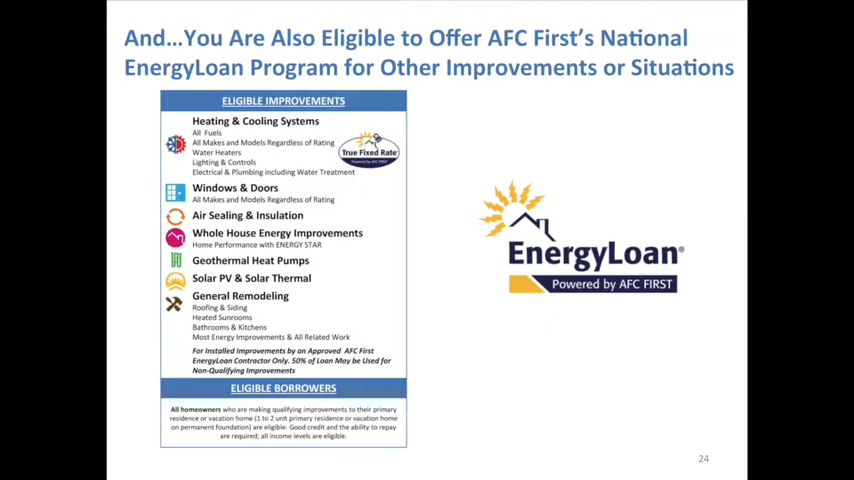 And...You Are Also Eligible to Offer AFC First's National
EnergyLoan Program for Other Improvements or Situations
ELIGIBLE IMPROVEMENTS
Heating & Cooling Systems
All Fuels
All Makes and Models Regardless of Rating
Water Heaters
Lighting & Controls
Electrical & Plumbing including Water Treatment
True Fixed Rate
Powered by AFC FIRST
Windows & Doors
All Makes and Models Regardless of Rating
Air Sealing & Insulation
Whole House Energy Improvements
Home Performance with ENERGY STAR
Geothermal Heat Pumps
Solar PV & Solar Thermal
General Remodeling
Roofing & Siding
Heated Sunrooms
Bathrooms & Kitchens
Most Energy Improvements & All Related Work
For Installed Improvements by an Approved AFC First
EnergyLoan Contractor Only. 50% of Loan May be Used for
Non-Qualifying Improvements
ELIGIBLE BORROWERS
All homeowners who are making qualifying improvements to their primary
residence or vacation home (1 to 2 unit primary residence or vacation home
on permanent foundation) are eligible. Good credit and the ability to repay
are required; all income levels are eligible.
EnergyLoan®
Powered by AFC FIRST
24